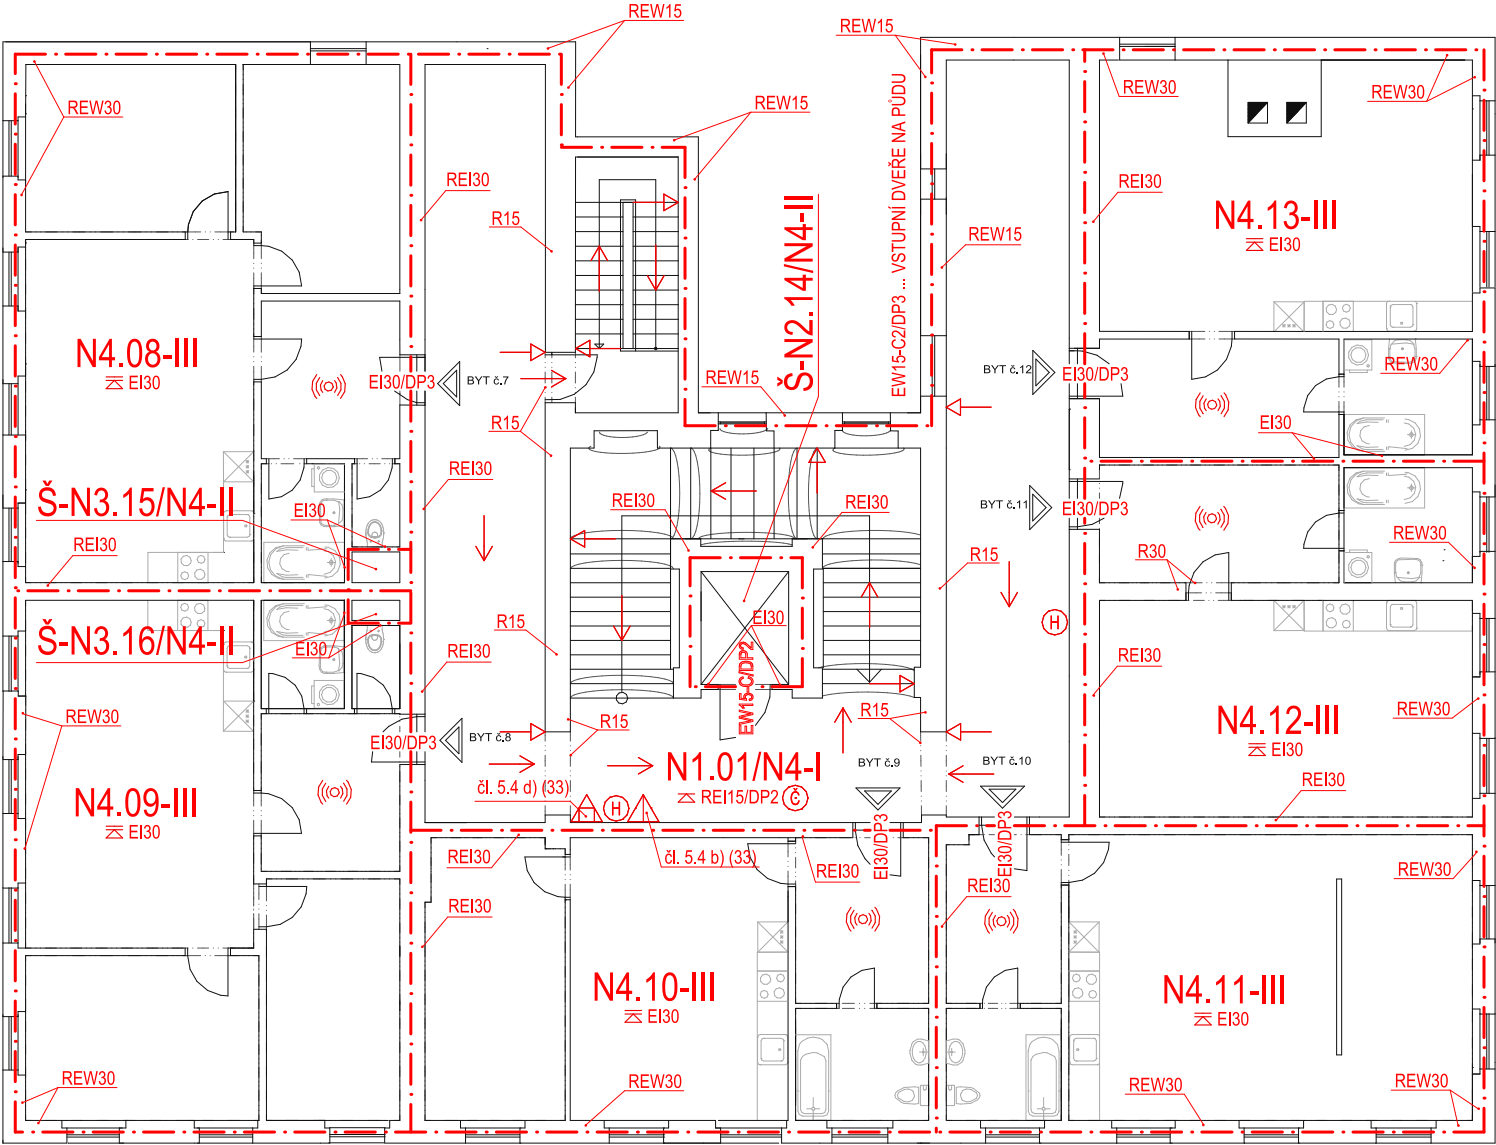 REW15
REW15
REW30
REW15
REW30
REW30
REI30
R15
Š-N2.14/N4-II
EW15-C2/DP3 ... VSTUPNÍ DVEŘE NA PŮDU
REW15
REI30
N4.13-III
EI30
N4.08-III
EI30
EI30/DP3
BYT č.7
REW15
BYT č.12
EI30/DP3
REW30
R15
EI30
REI30
Š-N3.15/N4-II
EI30
REI30
REI30
REI30
BYT č.11
EI30/DP3
R15
R30
REW30
Š-N3.16/N4-II
EI30
R15
REI30
EI30
EW15-C/DP2
H
REI30
REW30
EI30/DP3
BYT č.8
R15
R15
REW30
N4.12-III
EI30
N4.09-III
EI30
čl. 5.4 d) (33)
H
N1.01/N4-I
REI15/DP2
Č
BYT č.9
BYT č.10
REI30
EI30/DP3
EI30/DP3
REI30
čl. 5.4 b) (33)
REI30
REI30
REW30
REI30
N4.10-III
EI30
N4.11-III
EI30
REW30
REW30
REW30
REW30